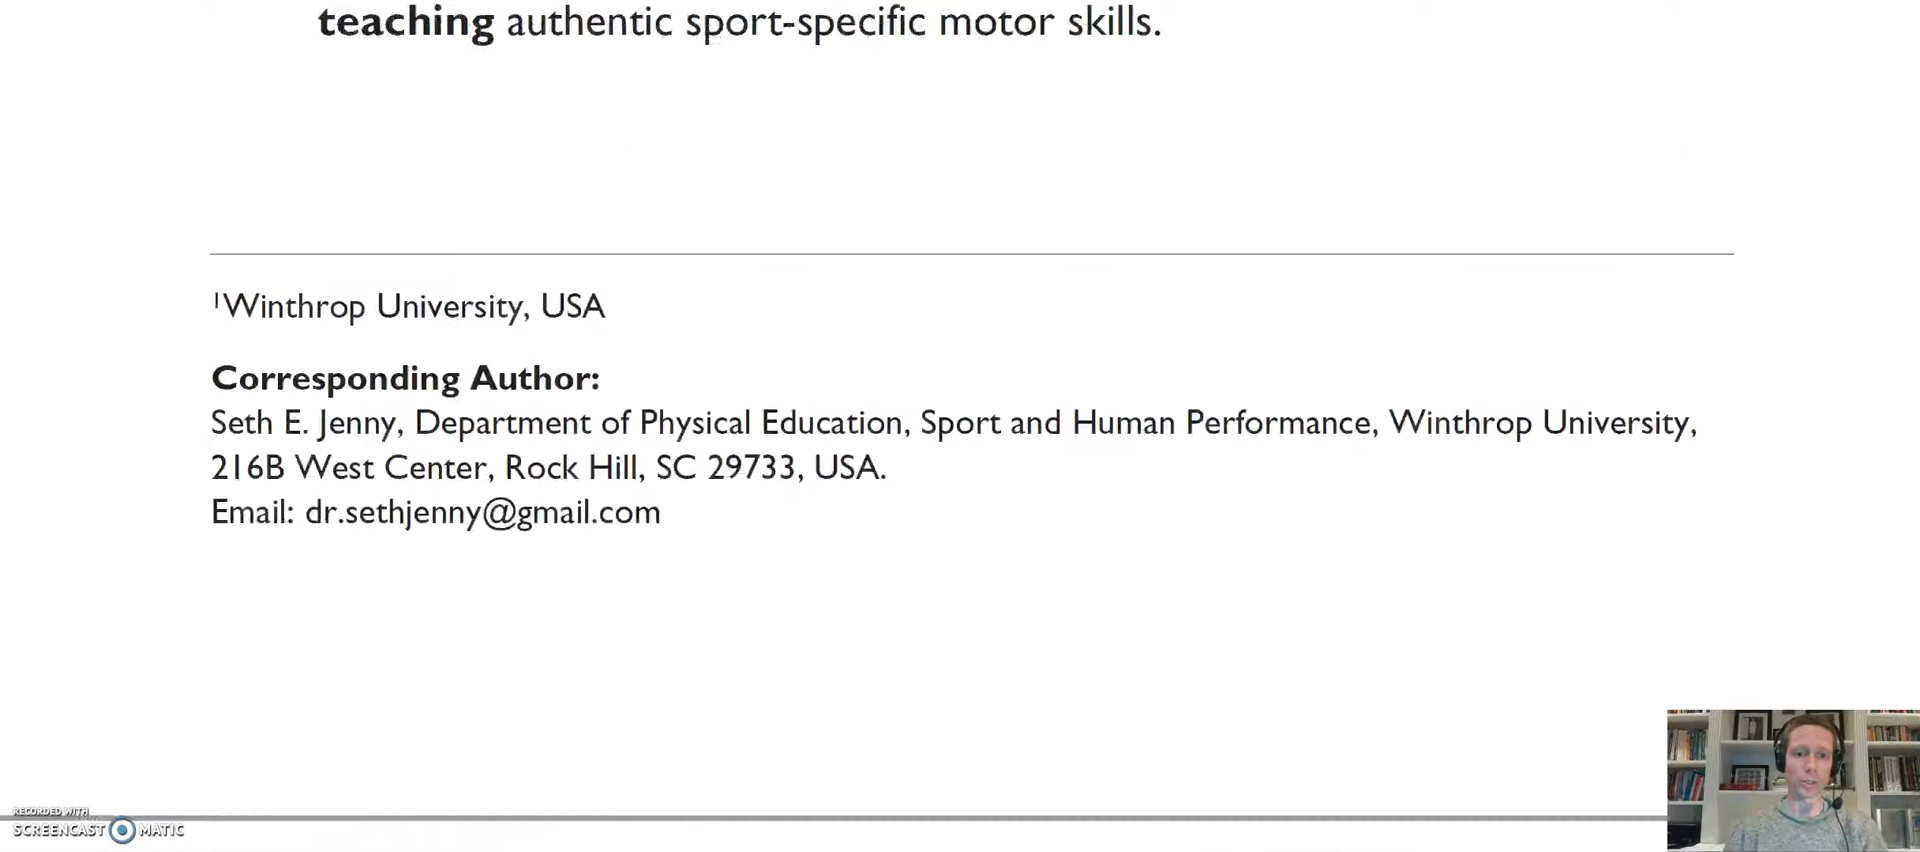 teaching authentic sport-specific motor skills.
¹Winthrop University, USA
Corresponding Author:
Seth E. Jenny, Department of Physical Education, Sport and Human Performance, Winthrop University,
216B West Center, Rock Hill, SC 29733, USA.
Email: dr.sethjenny@gmail.com
RECORDED WITH
SCREENCAST MATIC